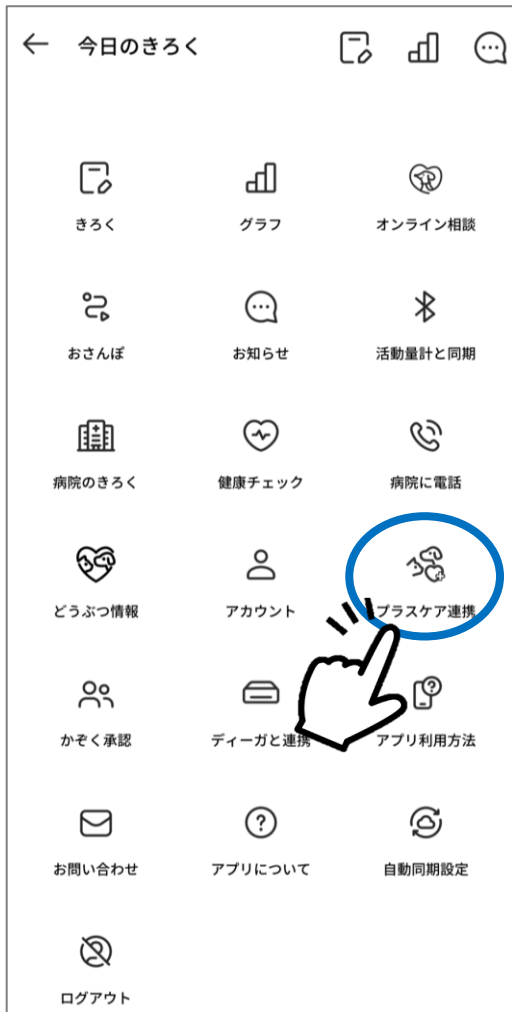 今日のきろく
きろく
グラフ
オンライン相談
おさんぽ
お知らせ
活動量計と同期
病院のきろく
健康チェック
病院に電話
どうぶつ情報
アカウント
プラスケア連携
かぞく承認
ディーガと連携
アプリ利用方法
お問い合わせ
アプリについて
自動同期設定
ログアウト